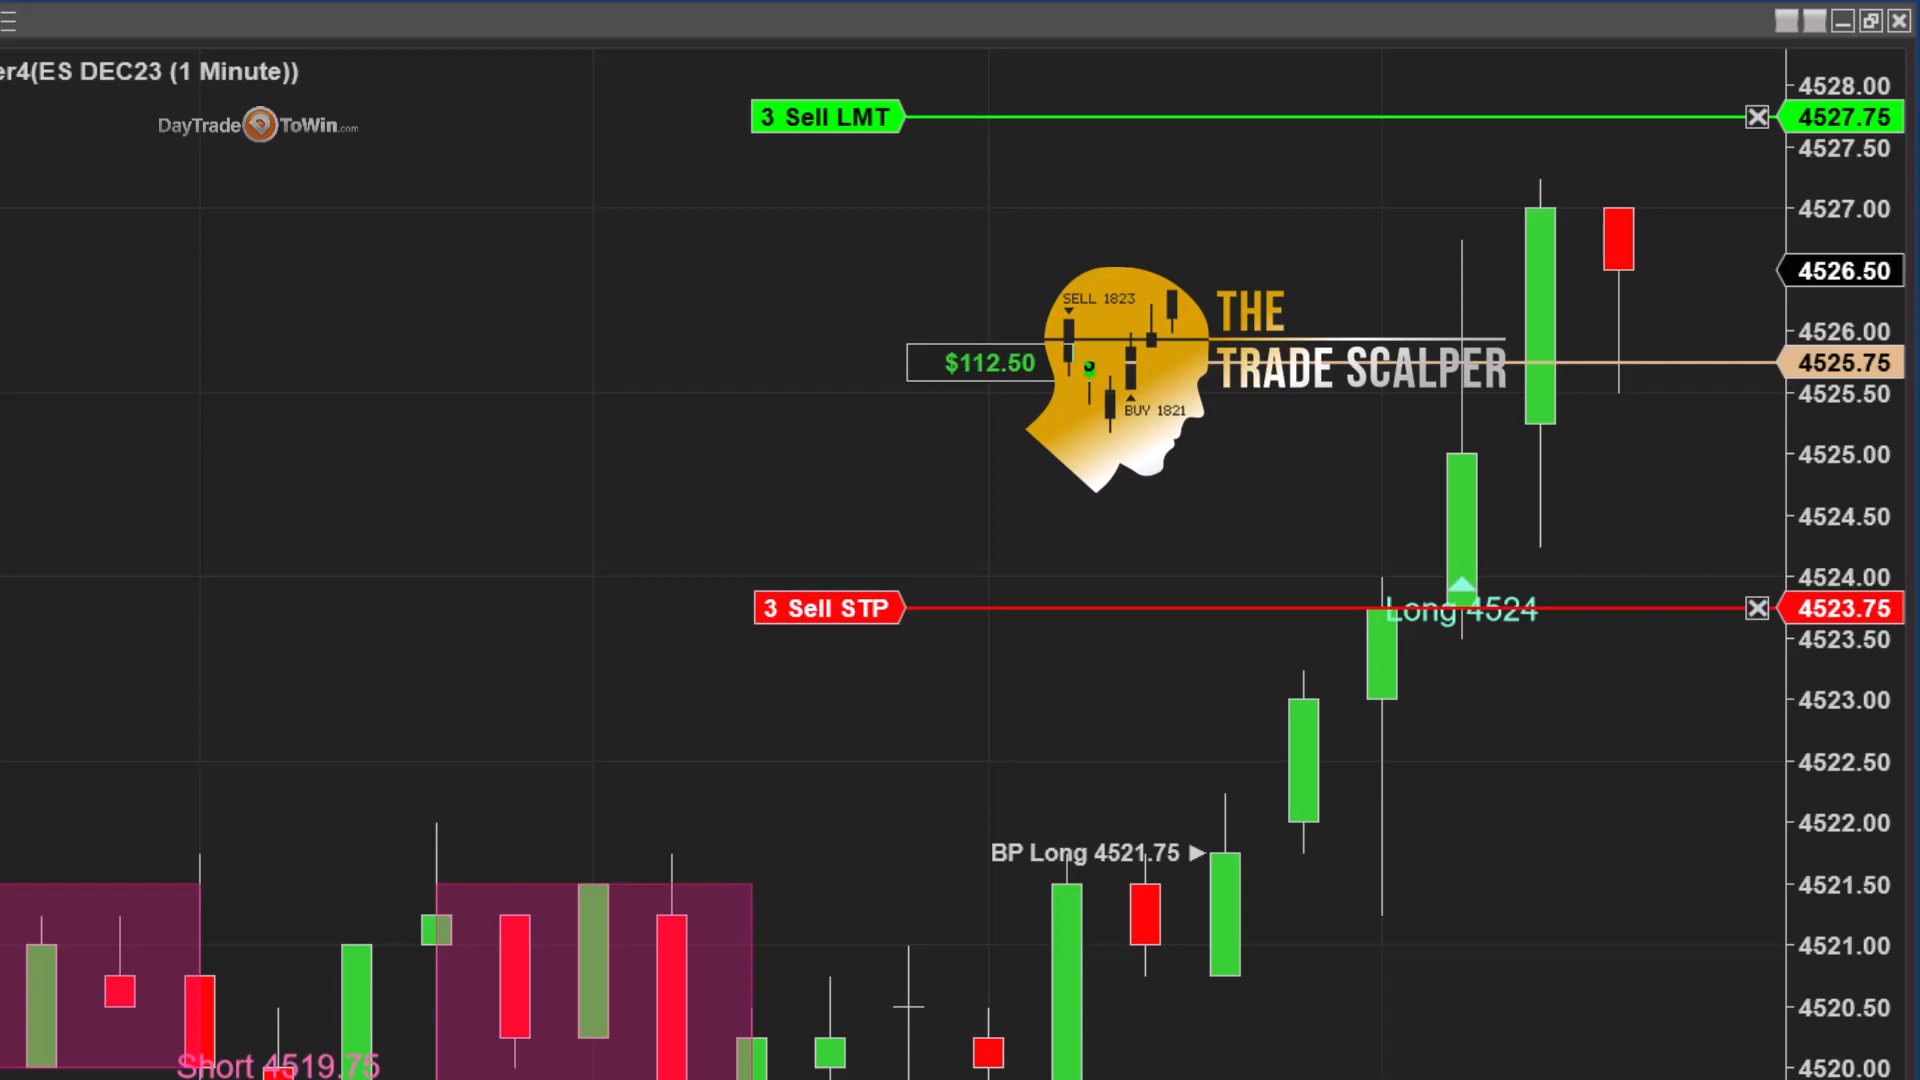 er4(ES DEC23 (1 Minute))
DayTradeToWin.com
3 Sell LMT
4528.00
4527.75
4527.50
4527.00
4526.50
4526.00
4525.75
4525.50
4525.00
4524.50
4524.00
4523.75
4523.50
4523.00
4522.50
4522.00
4521.50
4521.00
4520.50
4520.00
SELL 1823
THE
TRADE SCALPER
$112.50
BUY 1821
3 Sell STP
Long 4524
BP Long 4521.75
Short 4519.75